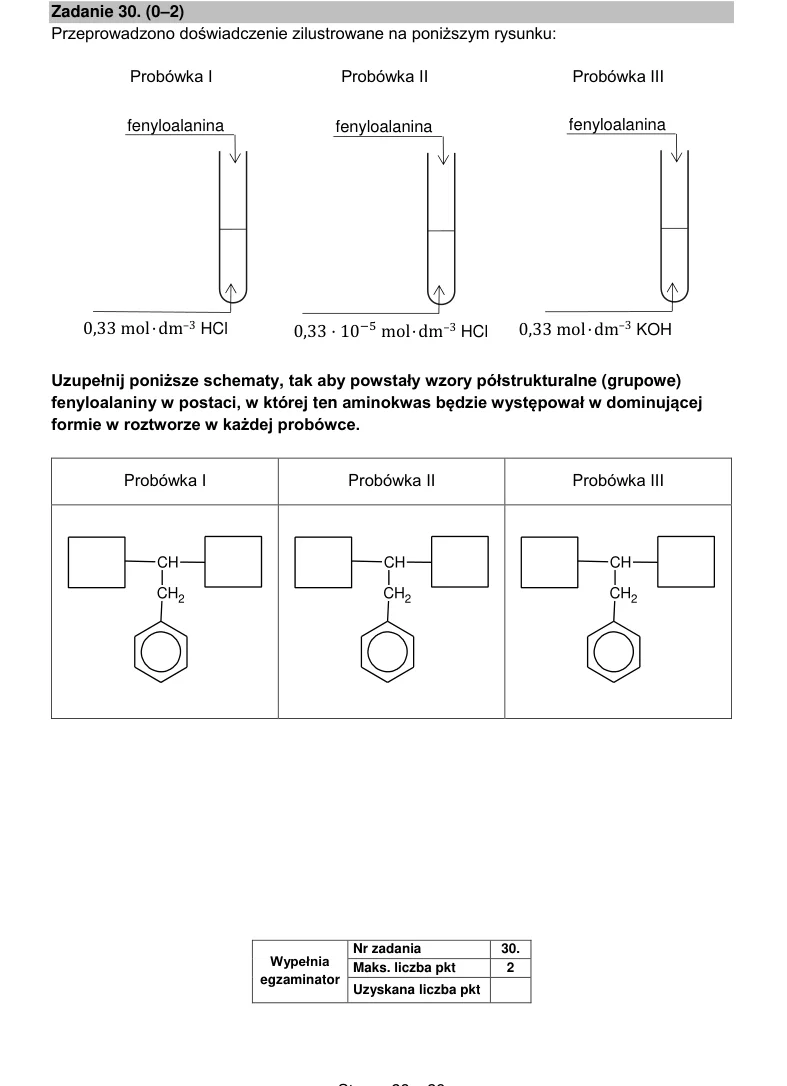 Zadanie 30. (0–2)
Przeprowadzono doświadczenie zilustrowane na poniższym rysunku:
Probówka I Probówka II Probówka III
fenyloalanina fenyloalanina fenyloalanina
0,33 mol·dm⁻³ HCl 0,33 · 10⁻⁵ mol·dm⁻³ HCl 0,33 mol·dm⁻³ KOH
Uzupełnij poniższe schematy, tak aby powstały wzory półstrukturalne (grupowe)
fenyloalaniny w postaci, w której ten aminokwas będzie występował w dominującej
formie w roztworze w każdej probówce.
Probówka I Probówka II Probówka III
CH CH CH
CH₂ CH₂ CH₂
Wypełnia
egzaminator
Nr zadania 30.
Maks. liczba pkt 2
Uzyskana liczba pkt